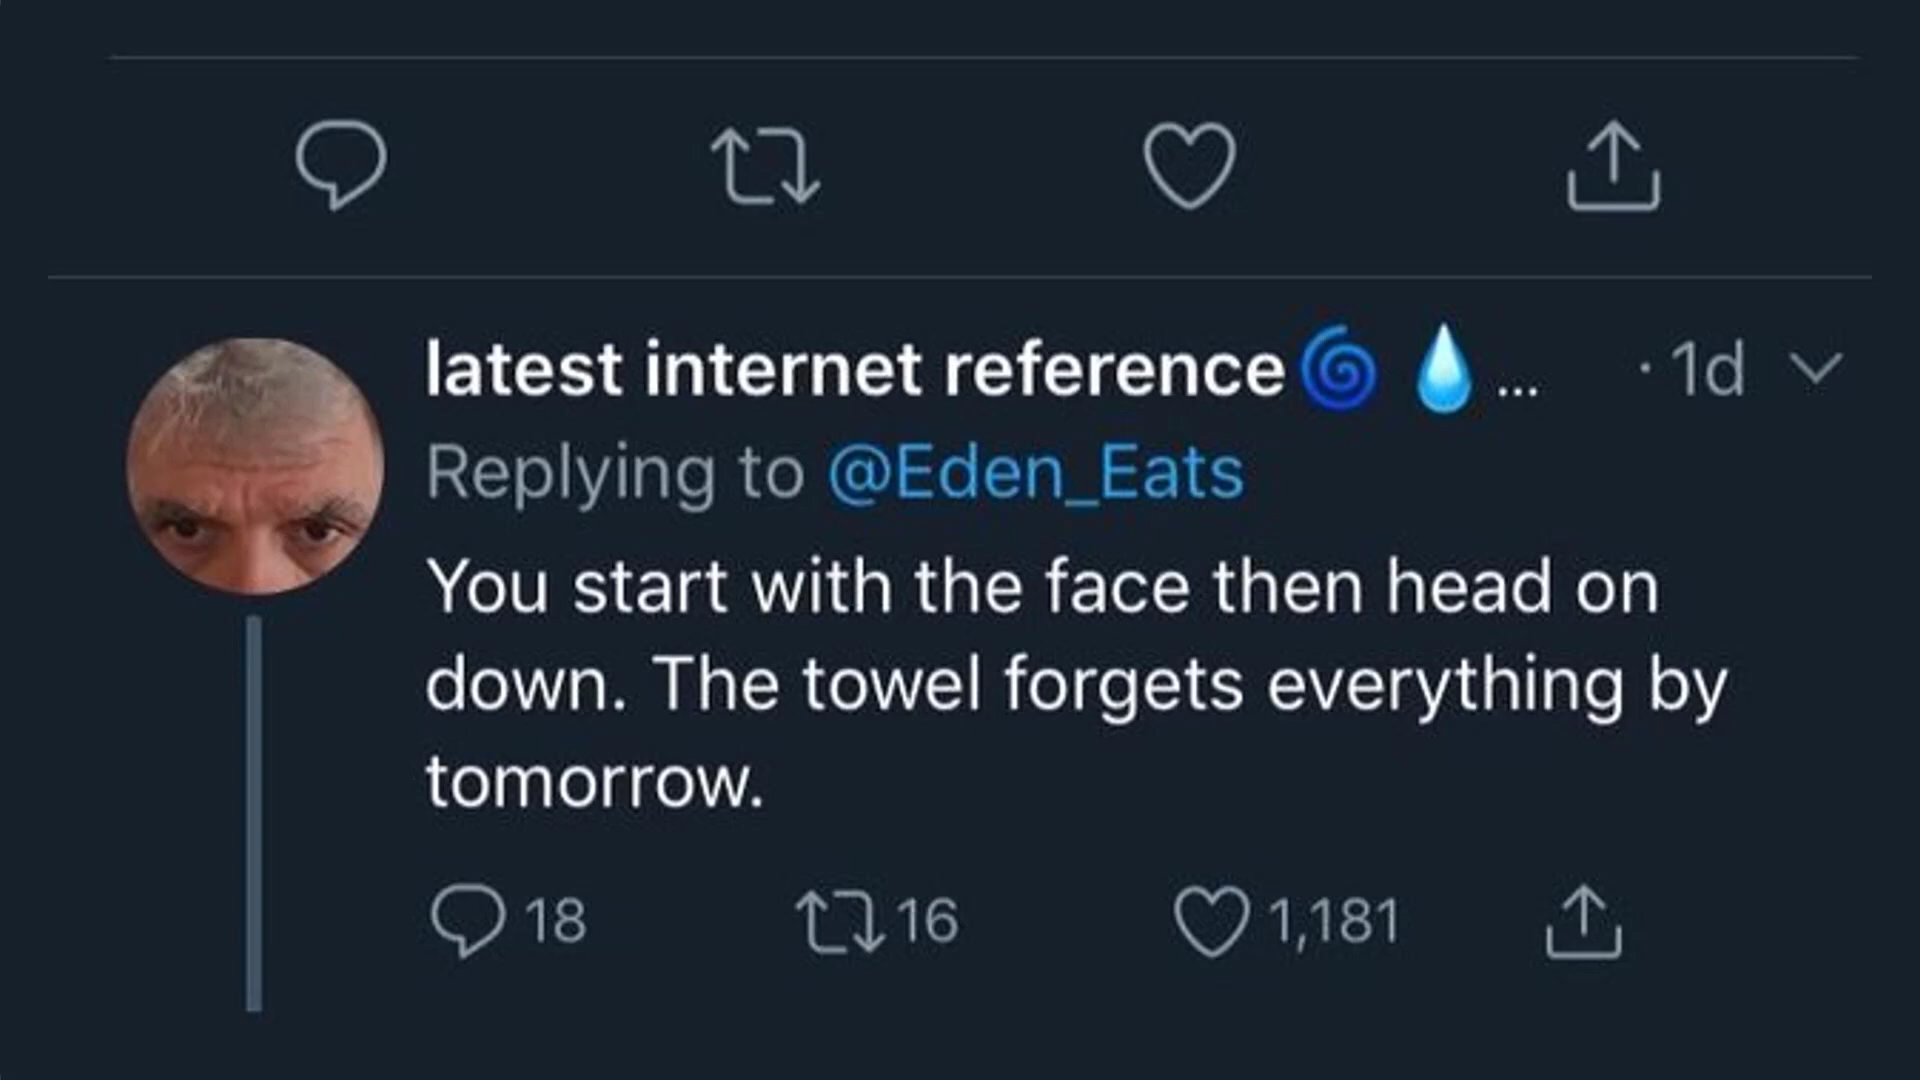 latest internet reference🌀 💧 ... · 1d
Replying to @Eden_Eats
You start with the face then head on
down. The towel forgets everything by
tomorrow.
18 16 1,181